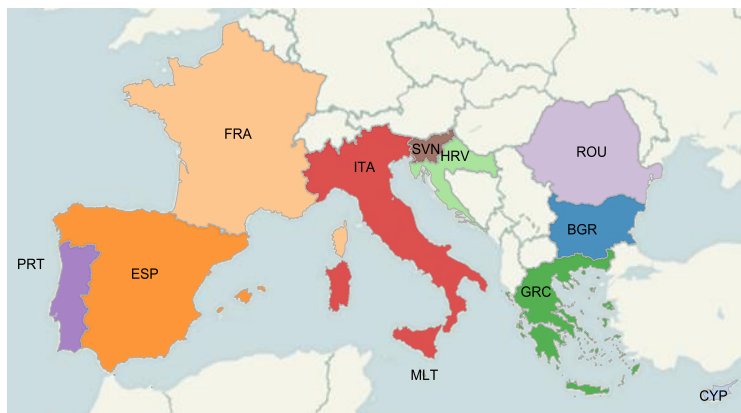 FRA
SVN
HRV
ITA
ROU
BGR
PRT
ESP
GRC
MLT
CYP